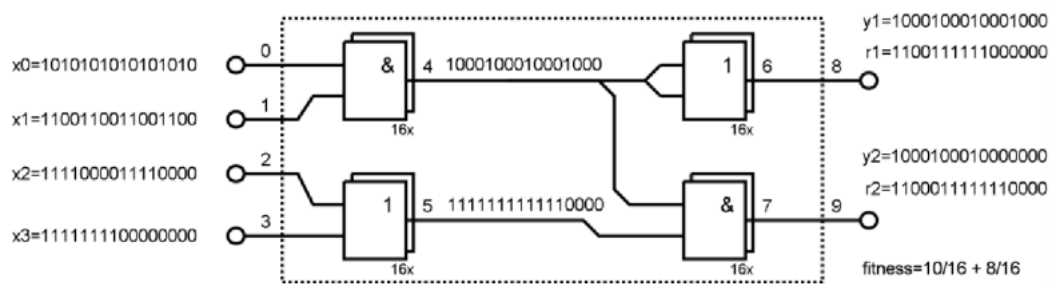 x0=1010101010101010
0
&
4
1000100010001000
1
6
8
y1=1000100010001000
r1=1100111111000000
x1=1100110011001100
1
16x
16x
x2=1111000011110000
2
y2=1000100010000000
r2=1100011111110000
x3=1111111100000000
3
1
5
1111111111110000
&
7
9
16x
16x
fitness=10/16 + 8/16